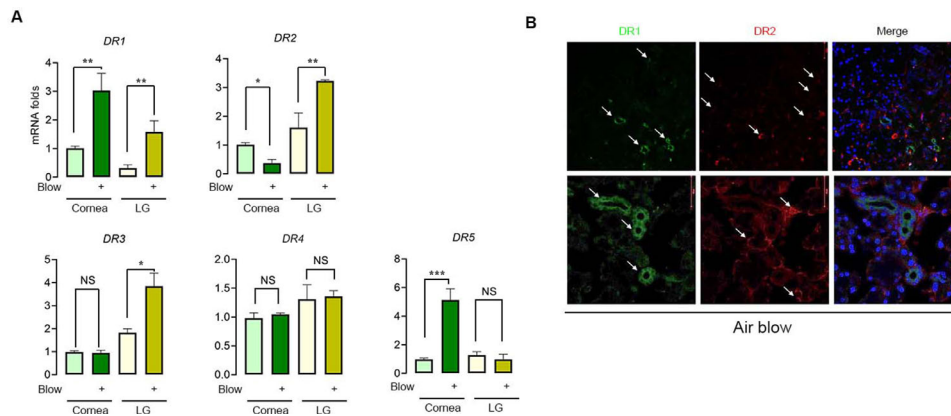 A
DR1
**
**
mRNA folds
4
3
2
1
0
Blow + +
Cornea LG
DR2
*
**
4
3
2
1
0
Blow + +
Cornea LG
DR3
NS
*
5
4
3
2
1
0
Blow + +
Cornea LG
DR4
NS
NS
2.0
1.5
1.0
0.5
0.0
Blow + +
Cornea LG
DR5
***
NS
8
6
4
2
0
Blow + +
Cornea LG
B
DR1 DR2 Merge
Air blow